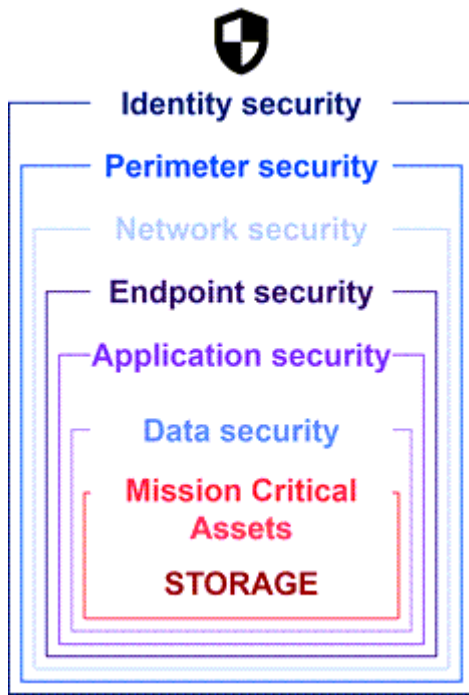 Identity security
Perimeter security
Network security
Endpoint security
Application security
Data security
Mission Critical
Assets
STORAGE